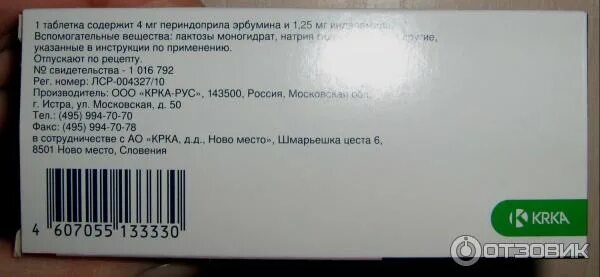 1 таблетка содержит 4 мг периндоприла эрбумина и 1,25 мг
Вспомогательные вещества: лактозы моногидрат, натрия другие,
указанные в инструкции по применению.
Отпускают по рецепту.
№ свидетельства - 1 016 792
Рег. номер: ЛСР-004327/10
Производитель: ООО «КРКА-РУС», 143500, Россия, Московская обл.,
г. Истра, ул. Московская, д. 50
Тел.: (495) 994-70-70
Факс: (495) 994-70-78
в сотрудничестве с АО «КРКА, д.д., Ново место», Шмарьешка цеста 6,
8501 Ново место, Словения
4 607055 133330
KRKA
ОТЗОВИК